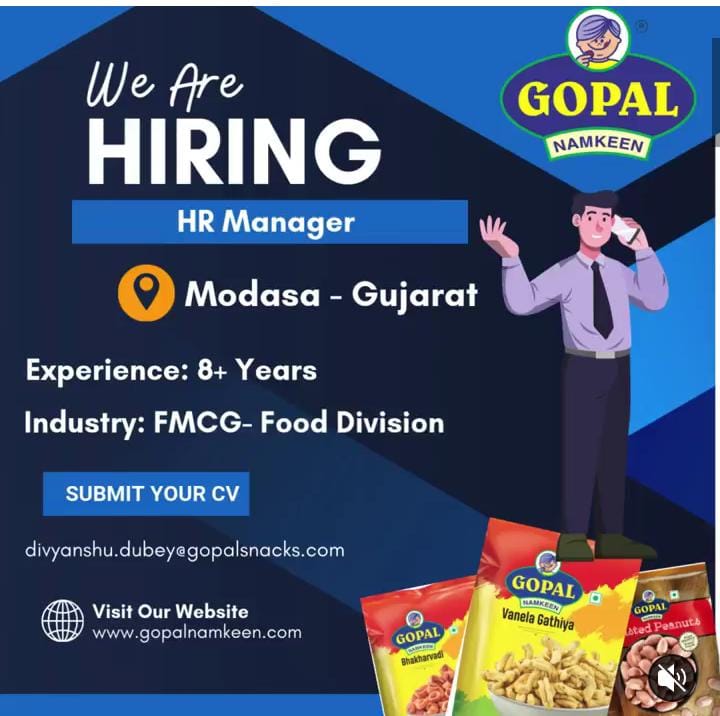 We Are
HIRING
HR Manager
Modasa - Gujarat
Experience: 8+ Years
Industry: FMCG- Food Division
SUBMIT YOUR CV
divyanshu.dubey@gopalsnacks.com
Visit Our Website
www.gopalnamkeen.com
GOPAL
®
NAMKEEN
GOPAL
NAMKEEN
Bhakharvadi
GOPAL
NAMKEEN
Vanela Gathiya
GOPAL
NAMKEEN
Peanuts